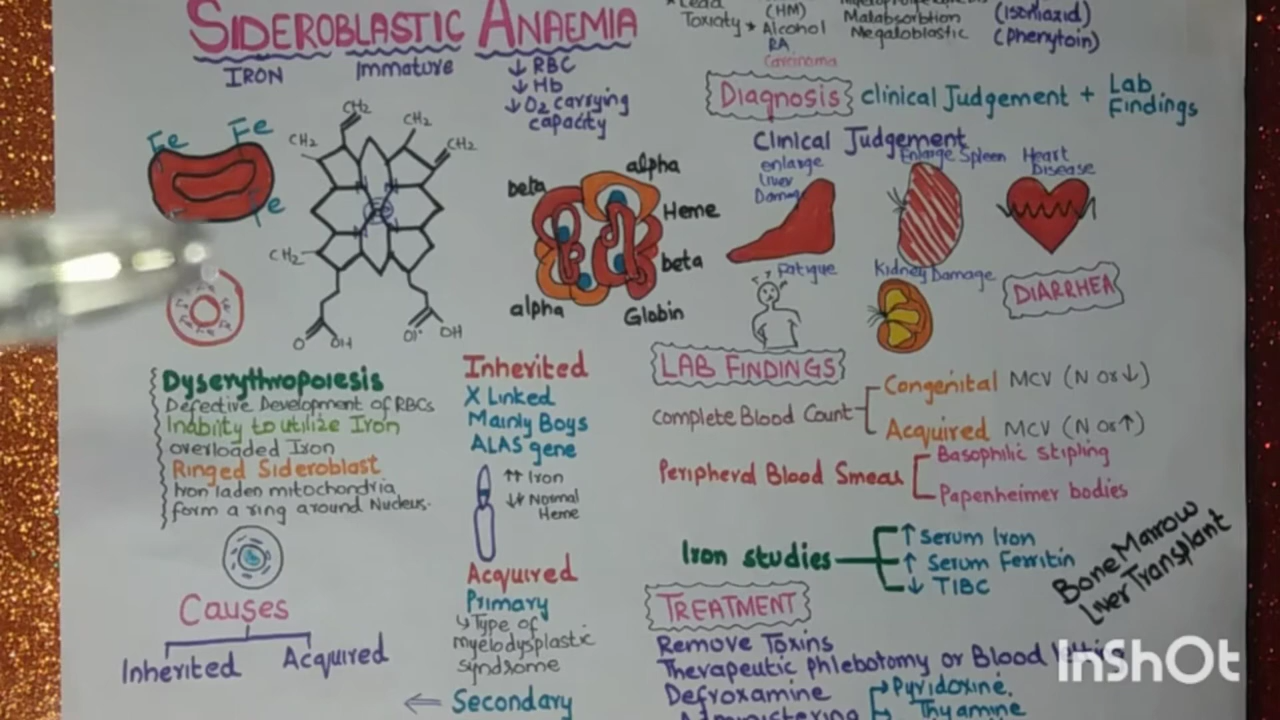 SIDEROBLASTIC ANAEMIA
IRON
Immature
↓ RBC
↓ Hb
↓ O2 carrying
capacity
Fe Fe
Fe
CH2
CH2 CH2
CH2
N N
N N
CH2
O OH
O OH
beta
alpha
Heme
beta
alpha
Globin
Dyserythropoiesis
Defective Development of RBCs
Inabilty to utilize Iron
overloaded Iron
Ringed Sideroblast
Iron laden mitochondria
form a ring around Nucleus.
Causes
Inherited Acquired
Inherited
X Linked
Mainly Boys
ALAS gene
↑↑ Iron
↓↓ Normal
Heme
Acquired
Primary
↳Type of
myelodysplastic
syndrome
← Secondary
* Lead
Toxicity
(HM)
* Alcohol
RA
Carcinoma
Malabsorbtion
Megaloblastic
(Isoniazid)
(phenytoin)
Diagnosis clinical Judgement + Lab
Findings
Clinical Judgement
enlarge
Liver
Damage
Enlarge Spleen
Heart
Disease
Fatigue
Kidney Damage
DIARRHEA
LAB FINDINGS
complete Blood Count
Congenital MCV (N Or↓)
Acquired MCV (N or↑)
Peripheral Blood Smear
Basophilic stipling
Papenheimer bodies
Iron studies
↑ Serum Iron
↑ Serum Ferritin
↓ TIBC
Bone Marrow
Liver Transplant
TREATMENT
Remove Toxins
Therapeutic phlebotomy or Blood
Defroxamine
Administering
Pyridoxine.
Thyamine
InShOt